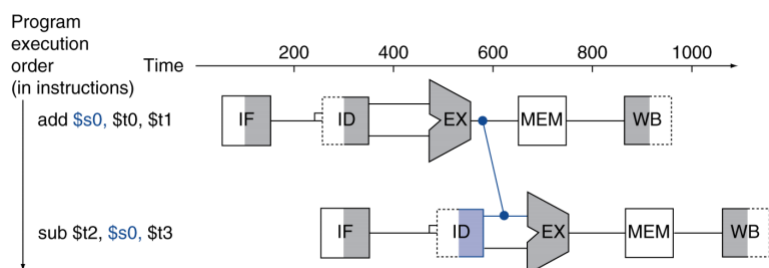 Program
execution
order
(in instructions)
Time
200 400 600 800 1000
add $s0, $t0, $t1
IF ID EX MEM WB
sub $t2, $s0, $t3
IF ID EX MEM WB